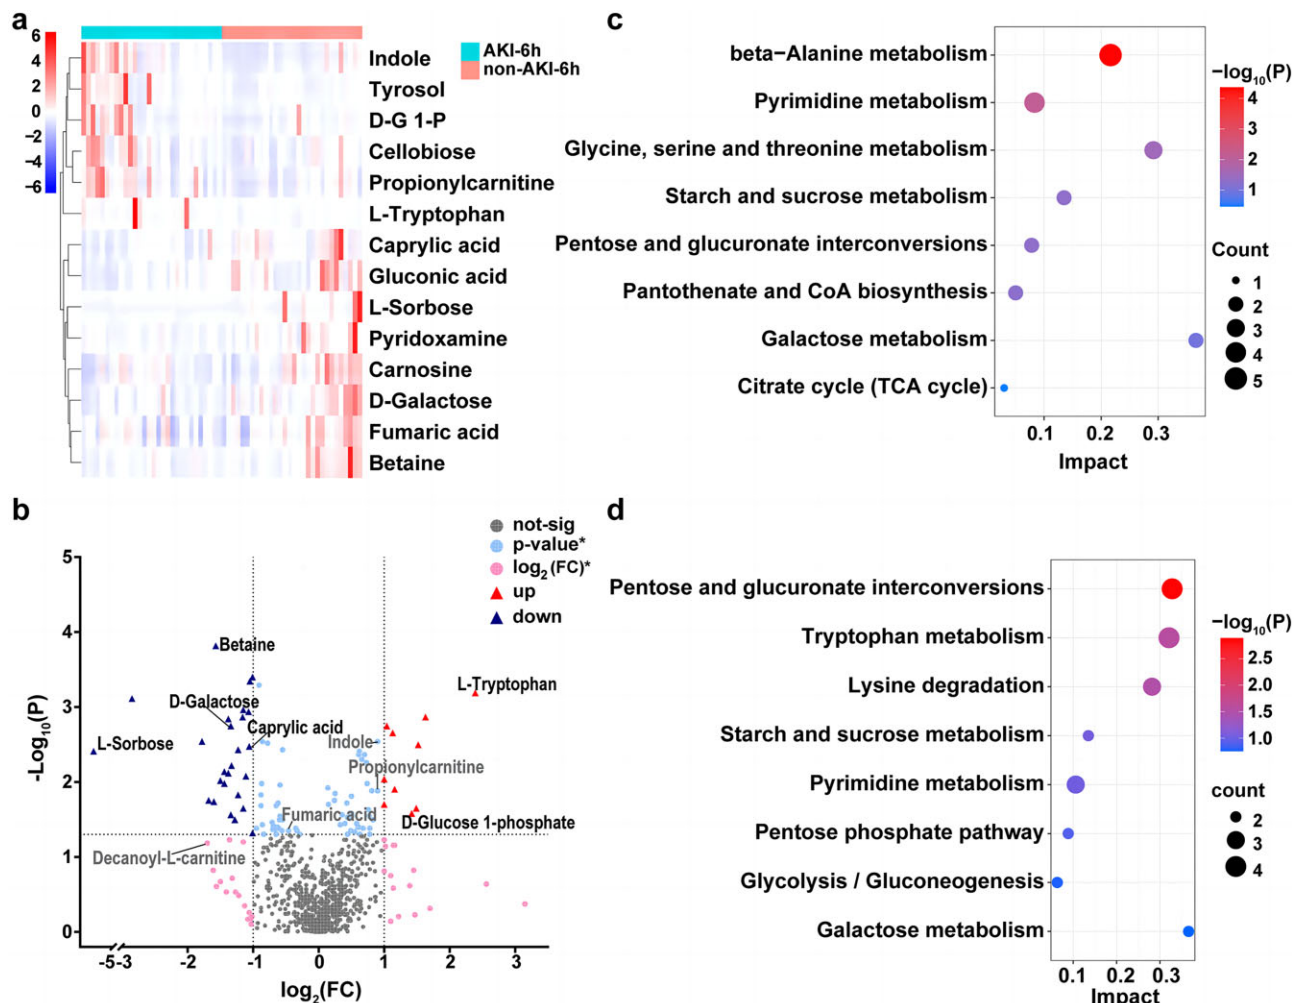 a
6
4
2
0
−2
−4
−6
AKI-6h
non-AKI-6h
Indole
Tyrosol
D-G 1-P
Cellobiose
Propionylcarnitine
L-Tryptophan
Caprylic acid
Gluconic acid
L-Sorbose
Pyridoxamine
Carnosine
D-Galactose
Fumaric acid
Betaine
c
beta−Alanine metabolism
Pyrimidine metabolism
Glycine, serine and threonine metabolism
Starch and sucrose metabolism
Pentose and glucuronate interconversions
Pantothenate and CoA biosynthesis
Galactose metabolism
Citrate cycle (TCA cycle)
0.1 0.2 0.3
Impact
−log10(P)
4
3
2
1
Count
1
2
3
4
5
b
not-sig
p-value*
log2(FC)*
up
down
5
4
3
2
1
0
-Log10(P)
Betaine
L-Tryptophan
D-Galactose
Caprylic acid
L-Sorbose
Indole
Propionylcarnitine
Fumaric acid
D-Glucose 1-phosphate
Decanoyl-L-carnitine
-5 -3 -2 -1 0 1 2 3
log2(FC)
d
Pentose and glucuronate interconversions
Tryptophan metabolism
Lysine degradation
Starch and sucrose metabolism
Pyrimidine metabolism
Pentose phosphate pathway
Glycolysis / Gluconeogenesis
Galactose metabolism
0.1 0.2 0.3
Impact
−log10(P)
2.5
2.0
1.5
1.0
count
2
3
4